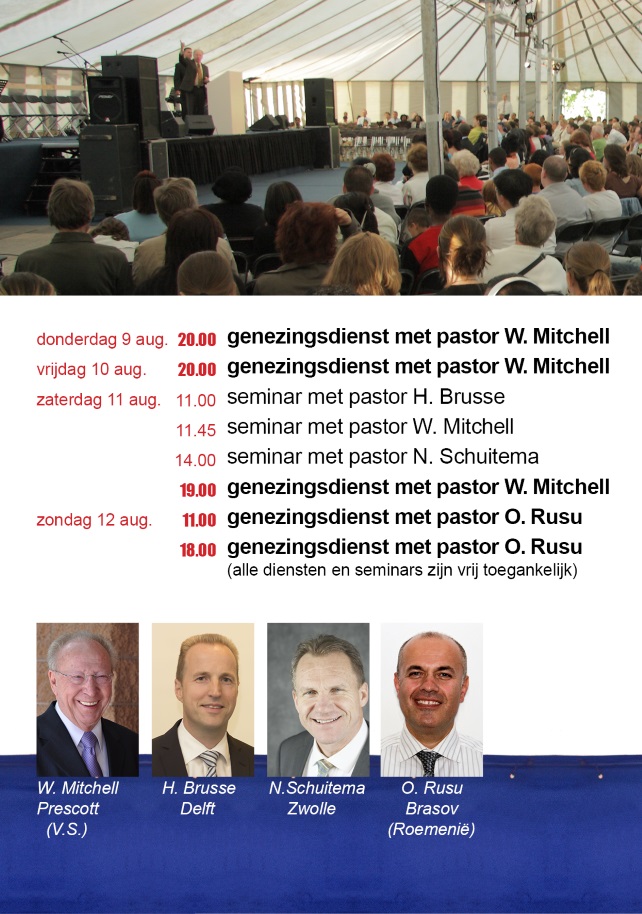 donderdag 9 aug. 20.00 genezingsdienst met pastor W. Mitchell
vrijdag 10 aug. 20.00 genezingsdienst met pastor W. Mitchell
zaterdag 11 aug. 11.00 seminar met pastor H. Brusse
11.45 seminar met pastor W. Mitchell
14.00 seminar met pastor N. Schuitema
19.00 genezingsdienst met pastor W. Mitchell
zondag 12 aug. 11.00 genezingsdienst met pastor O. Rusu
18.00 genezingsdienst met pastor O. Rusu
(alle diensten en seminars zijn vrij toegankelijk)
W. Mitchell
Prescott
(V.S.)
H. Brusse
Delft
N.Schuitema
Zwolle
O. Rusu
Brasov
(Roemenië)